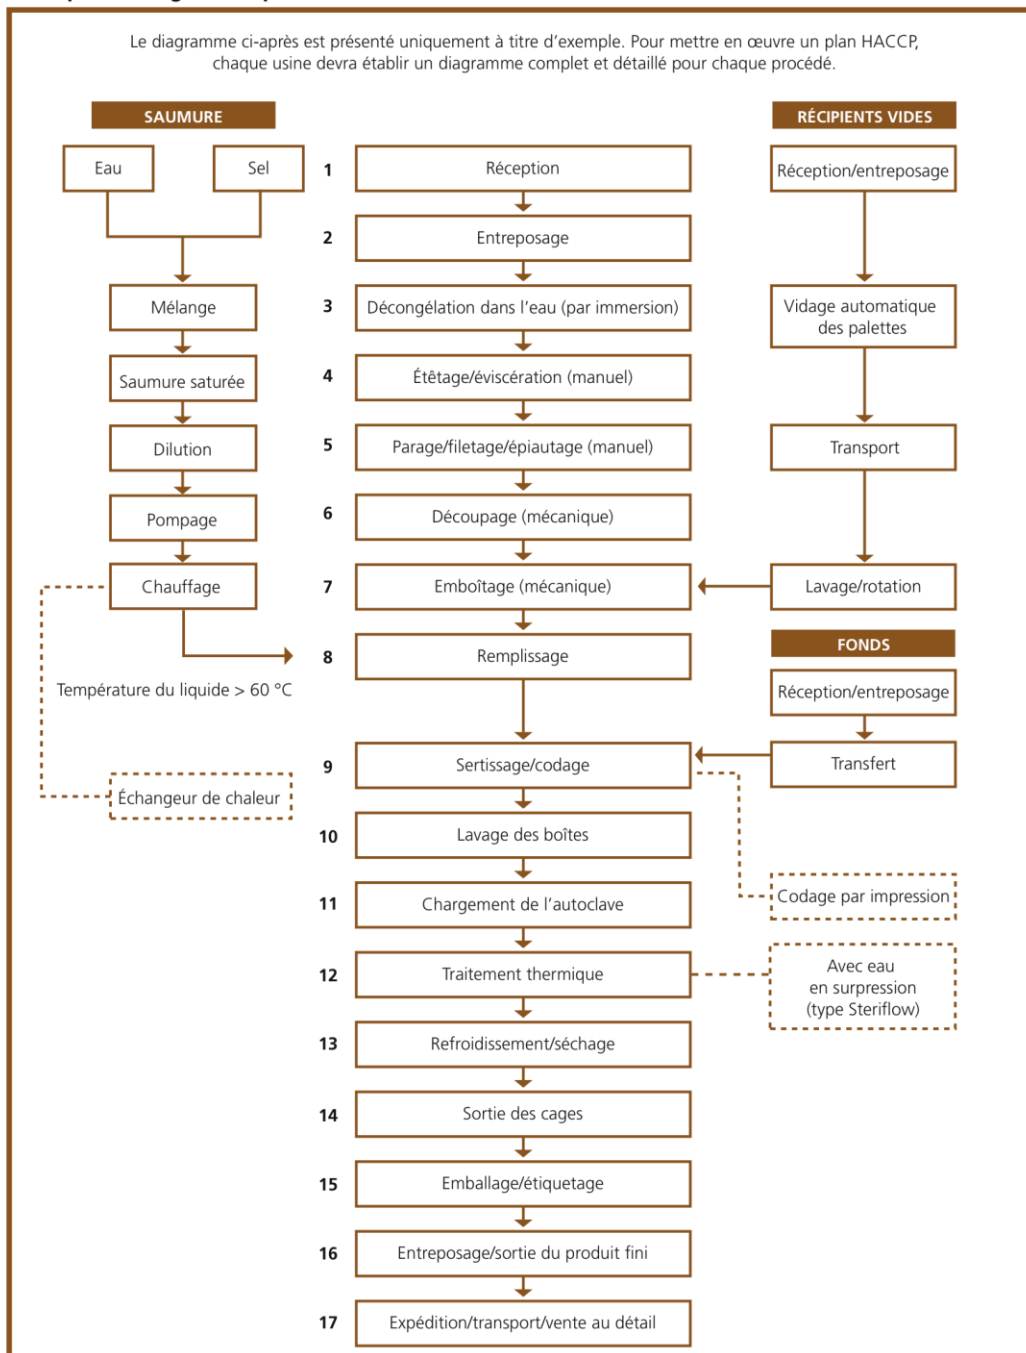 Le diagramme ci-après est présenté uniquement à titre d’exemple. Pour mettre en œuvre un plan HACCP,
chaque usine devra établir un diagramme complet et détaillé pour chaque procédé.
SAUMURE
Eau
Sel
Mélange
Saumure saturée
Dilution
Pompage
Chauffage
Température du liquide > 60 °C
Échangeur de chaleur
1
Réception
2
Entreposage
3
Décongélation dans l’eau (par immersion)
4
Étêtage/éviscération (manuel)
5
Parage/filetage/épiautage (manuel)
6
Découpage (mécanique)
7
Emboîtage (mécanique)
8
Remplissage
9
Sertissage/codage
10
Lavage des boîtes
11
Chargement de l’autoclave
12
Traitement thermique
13
Refroidissement/séchage
14
Sortie des cages
15
Emballage/étiquetage
16
Entreposage/sortie du produit fini
17
Expédition/transport/vente au détail
RÉCIPIENTS VIDES
Réception/entreposage
Vidage automatique
des palettes
Transport
Lavage/rotation
FONDS
Réception/entreposage
Transfert
Codage par impression
Avec eau
en surpression
(type Steriflow)